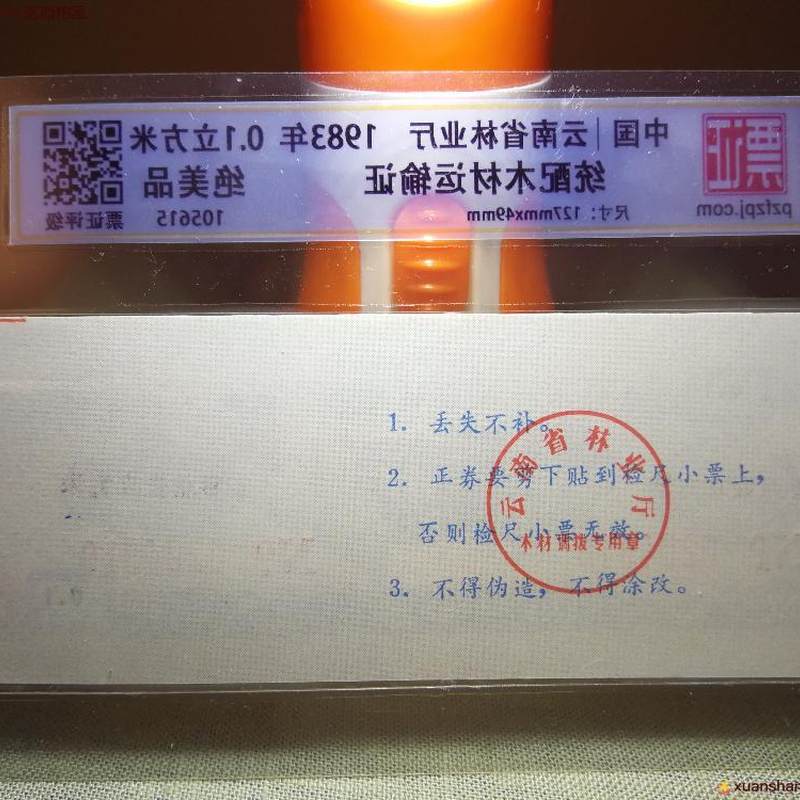 中国|云南省林业厅 1983年 0.1立方米
统配木材运输证 绝美品
票证
pzfzpj.com 尺寸：127mmx49mm 105615 票证评级
1. 丢失不补。
2. 正券要剪下贴到检尺小票上，
否则检尺小票无效。
3. 不得伪造，不得涂改。
云南省林业厅
木材调拨专用章
xuanshai